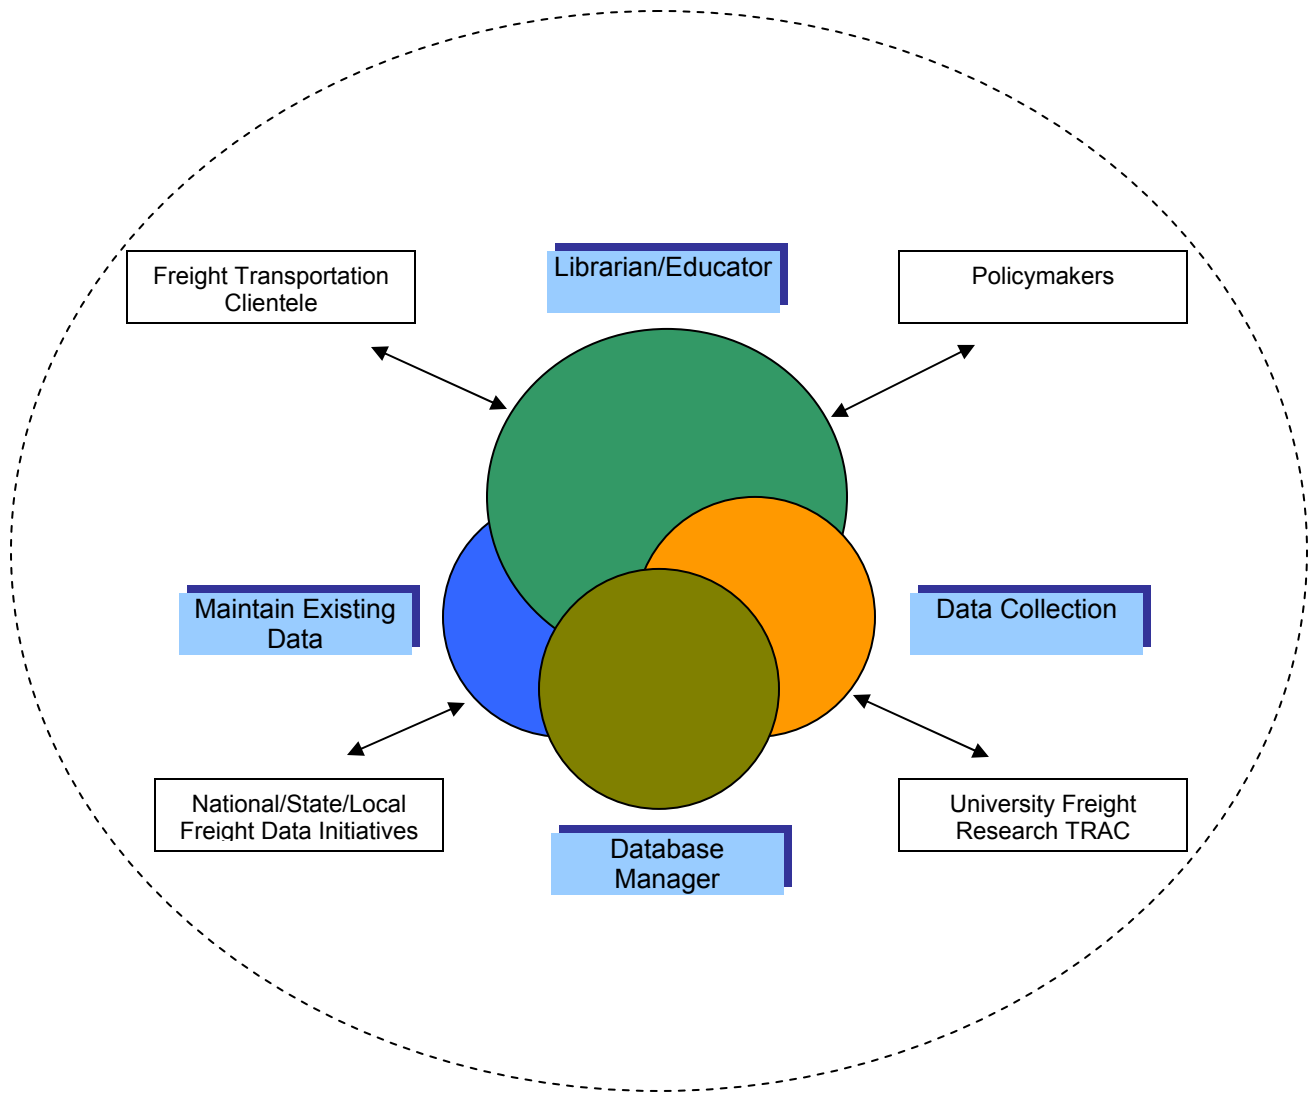 Librarian/Educator
Freight Transportation
Clientele
Policymakers
Maintain Existing
Data
Data Collection
National/State/Local
Freight Data Initiatives
University Freight
Research TRAC
Database
Manager